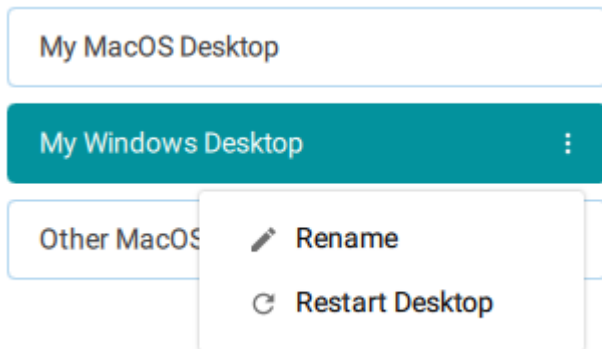 My MacOS Desktop
My Windows Desktop
Other MacOS
Rename
Restart Desktop